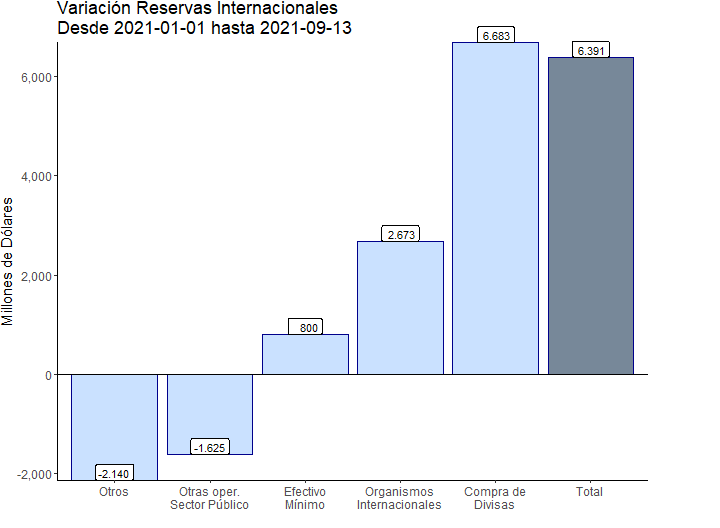 Variación Reservas Internacionales
Desde 2021-01-01 hasta 2021-09-13
Millones de Dólares
6,000
4,000
2,000
0
-2,000
-2.140
-1.625
800
2.673
6.683
6.391
Otros
Otras oper.
Sector Público
Efectivo
Mínimo
Organismos
Internacionales
Compra de
Divisas
Total